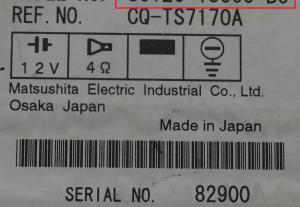 REF. NO. CQ-TS7170A
12V 4Ω
Matsushita Electric Industrial Co., Ltd.
Osaka Japan
Made in Japan
SERIAL NO. 82900